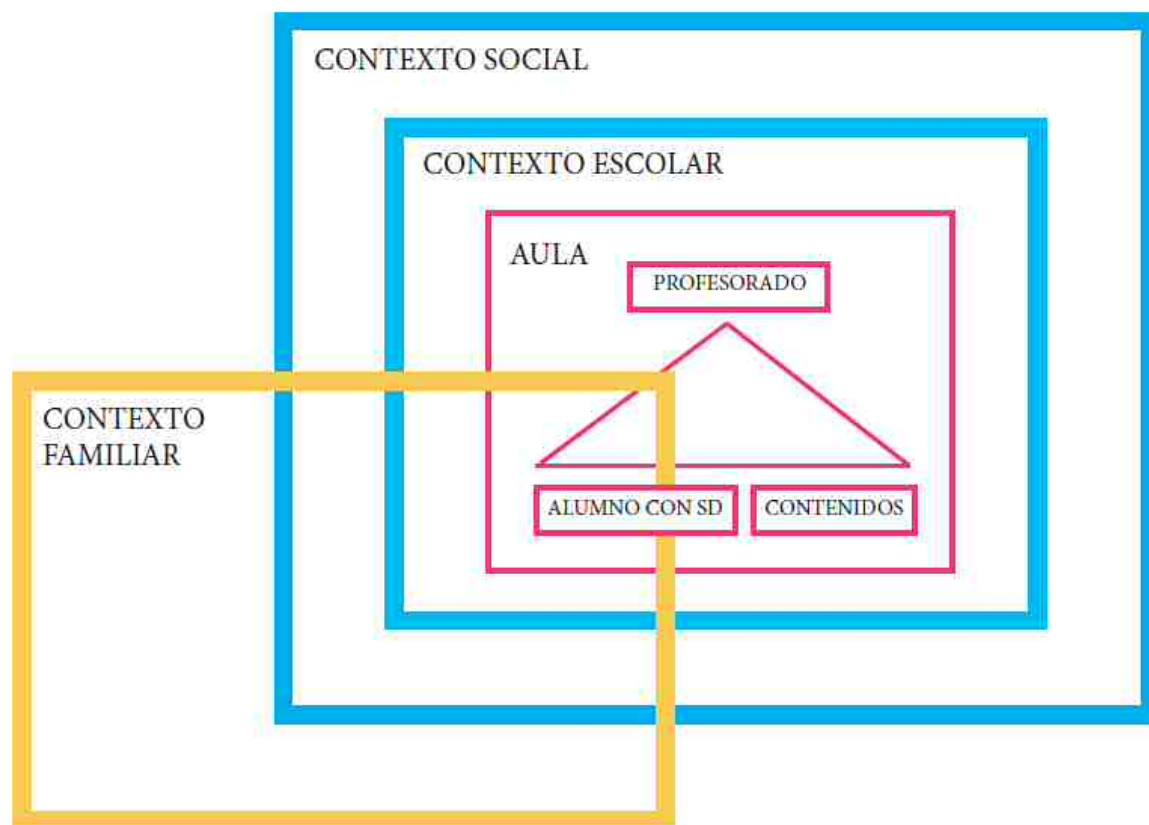 CONTEXTO SOCIAL
CONTEXTO ESCOLAR
AULA
PROFESORADO
CONTEXTO
FAMILIAR
ALUMNO CON SD
CONTENIDOS